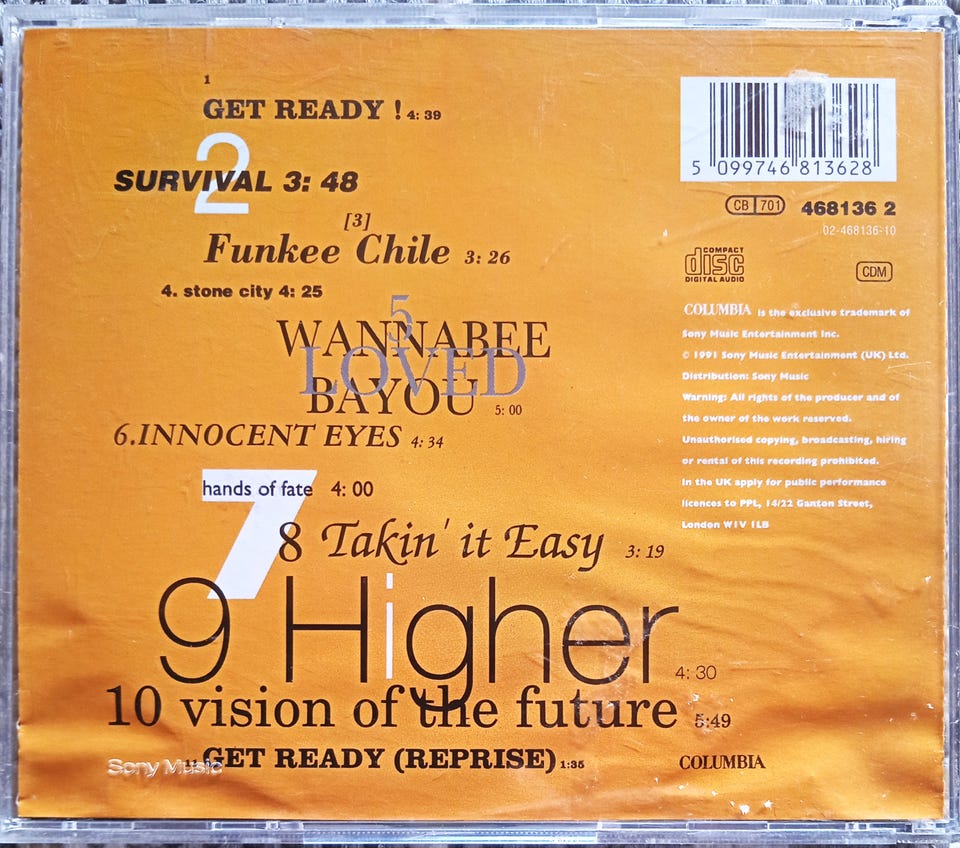 1
GET READY ! 4: 39
2
SURVIVAL 3: 48
[3]
Funkee Chile 3: 26
4. stone city 4: 25
5
WANNABEE
LOVED
BAYOU 5: 00
6.INNOCENT EYES 4: 34
7
hands of fate 4: 00
8 Takin' it Easy 3: 19
9 Higher 4: 30
10 vision of the future 5:49
11 GET READY (REPRISE) 1:35
Sony Music
COLUMBIA
5 099746 813628
CB 701 468136 2
02-468136-10
COMPACT
disc
DIGITAL AUDIO
CDM
COLUMBIA is the exclusive trademark of
Sony Music Entertainment Inc.
© 1991 Sony Music Entertainment (UK) Ltd.
Distribution: Sony Music
Warning: All rights of the producer and of
the owner of the work reserved.
Unauthorised copying, broadcasting, hiring
or rental of this recording prohibited.
In the UK apply for public performance
licences to PPL, 14/22 Ganton Street,
London W1V 1LB